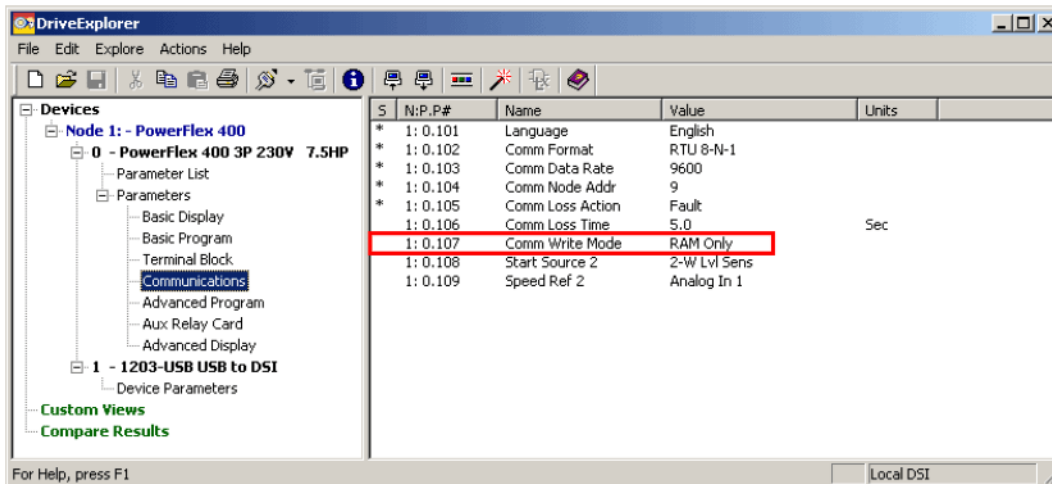 DriveExplorer
File Edit Explore Actions Help
Devices
Node 1: - PowerFlex 400
0 - PowerFlex 400 3P 230V 7.5HP
Parameter List
Parameters
Basic Display
Basic Program
Terminal Block
Communications
Advanced Program
Aux Relay Card
Advanced Display
1 - 1203-USB USB to DSI
Device Parameters
Custom Views
Compare Results
S N:P.P# Name Value Units
* 1: 0.101 Language English
* 1: 0.102 Comm Format RTU 8-N-1
* 1: 0.103 Comm Data Rate 9600
* 1: 0.104 Comm Node Addr 9
* 1: 0.105 Comm Loss Action Fault
1: 0.106 Comm Loss Time 5.0 Sec
1: 0.107 Comm Write Mode RAM Only
1: 0.108 Start Source 2 2-W Lvl Sens
1: 0.109 Speed Ref 2 Analog In 1
For Help, press F1 Local DSI